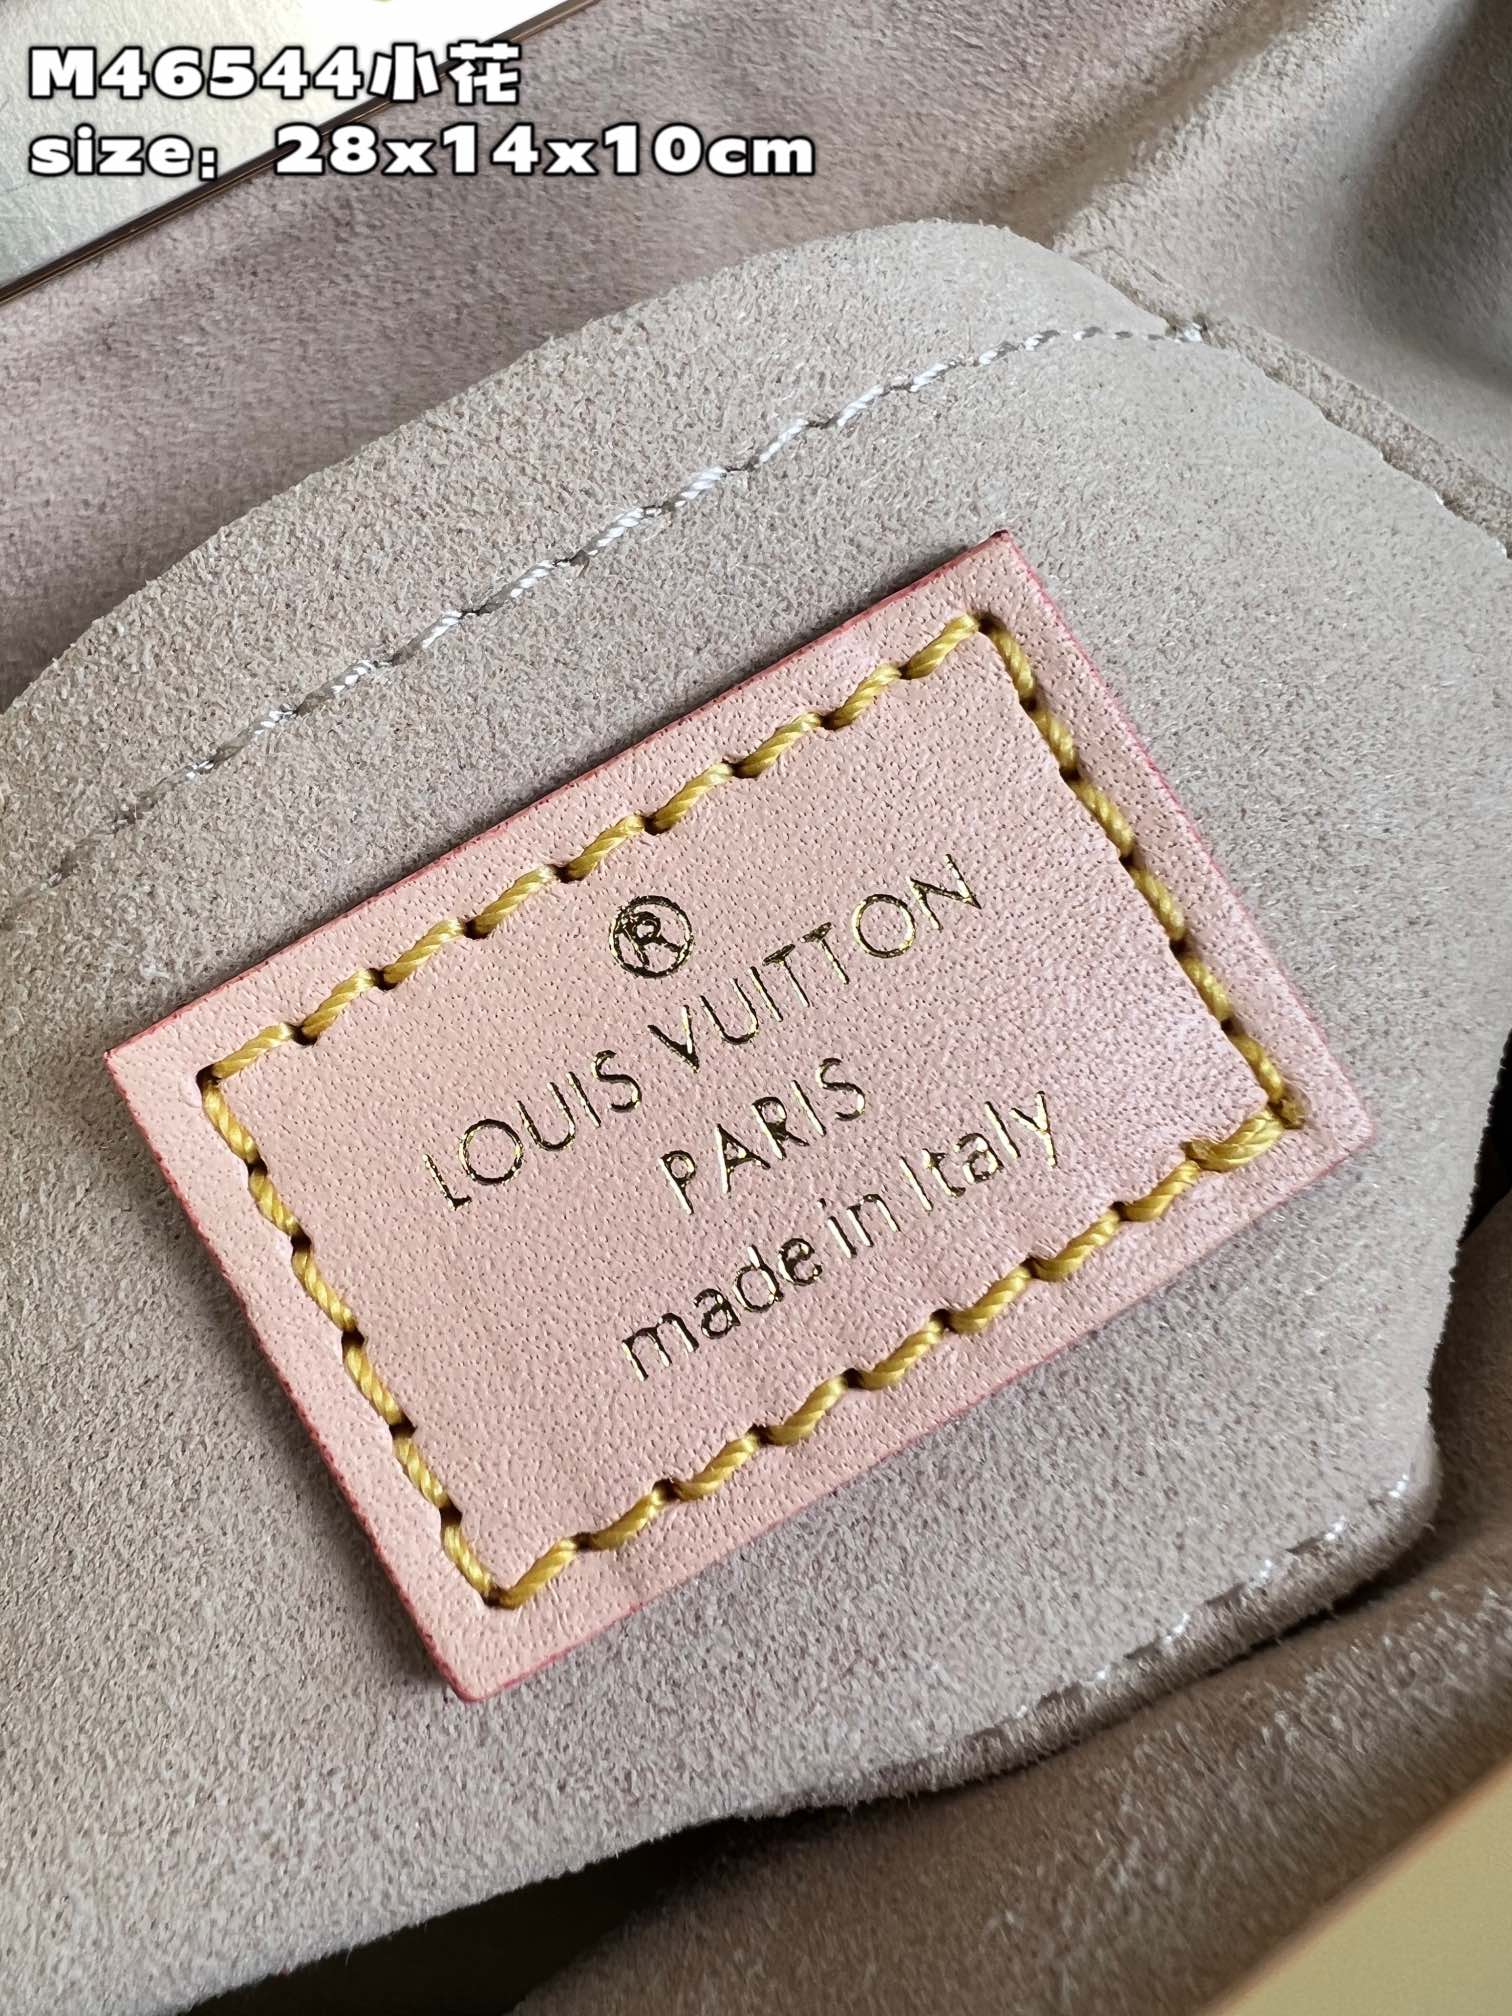 M46544小花
size：28x14x10cm
®
LOUIS VUITTON
PARIS
made in Italy